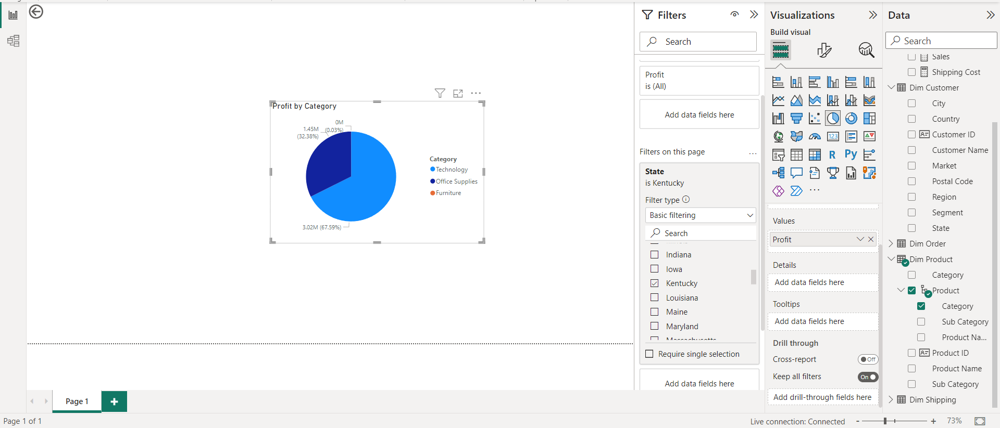 Profit by Category
0M
(0.03%)
1.45M
(32.38%)
3.02M (67.59%)
Category
Technology
Office Supplies
Furniture
Page 1
+
Page 1 of 1
Filters
Search
Profit
is (All)
Add data fields here
Filters on this page
...
State
is Kentucky
Filter type
Basic filtering
Search
Indiana
Iowa
Kentucky
Louisiana
Maine
Maryland
Massachusetts
Require single selection
Add data fields here
Visualizations
Build visual
123
R
Py
...
Values
Profit
Details
Add data fields here
Tooltips
Add data fields here
Drill through
Cross-report
Off
Keep all filters
On
Add drill-through fields here
Data
Search
Sales
Shipping Cost
Dim Customer
City
Country
Customer ID
Customer Name
Market
Postal Code
Region
Segment
State
Dim Order
Dim Product
Category
Product
Category
Sub Category
Product Na...
Product ID
Product Name
Sub Category
Dim Shipping
Live connection: Connected
- + 73%